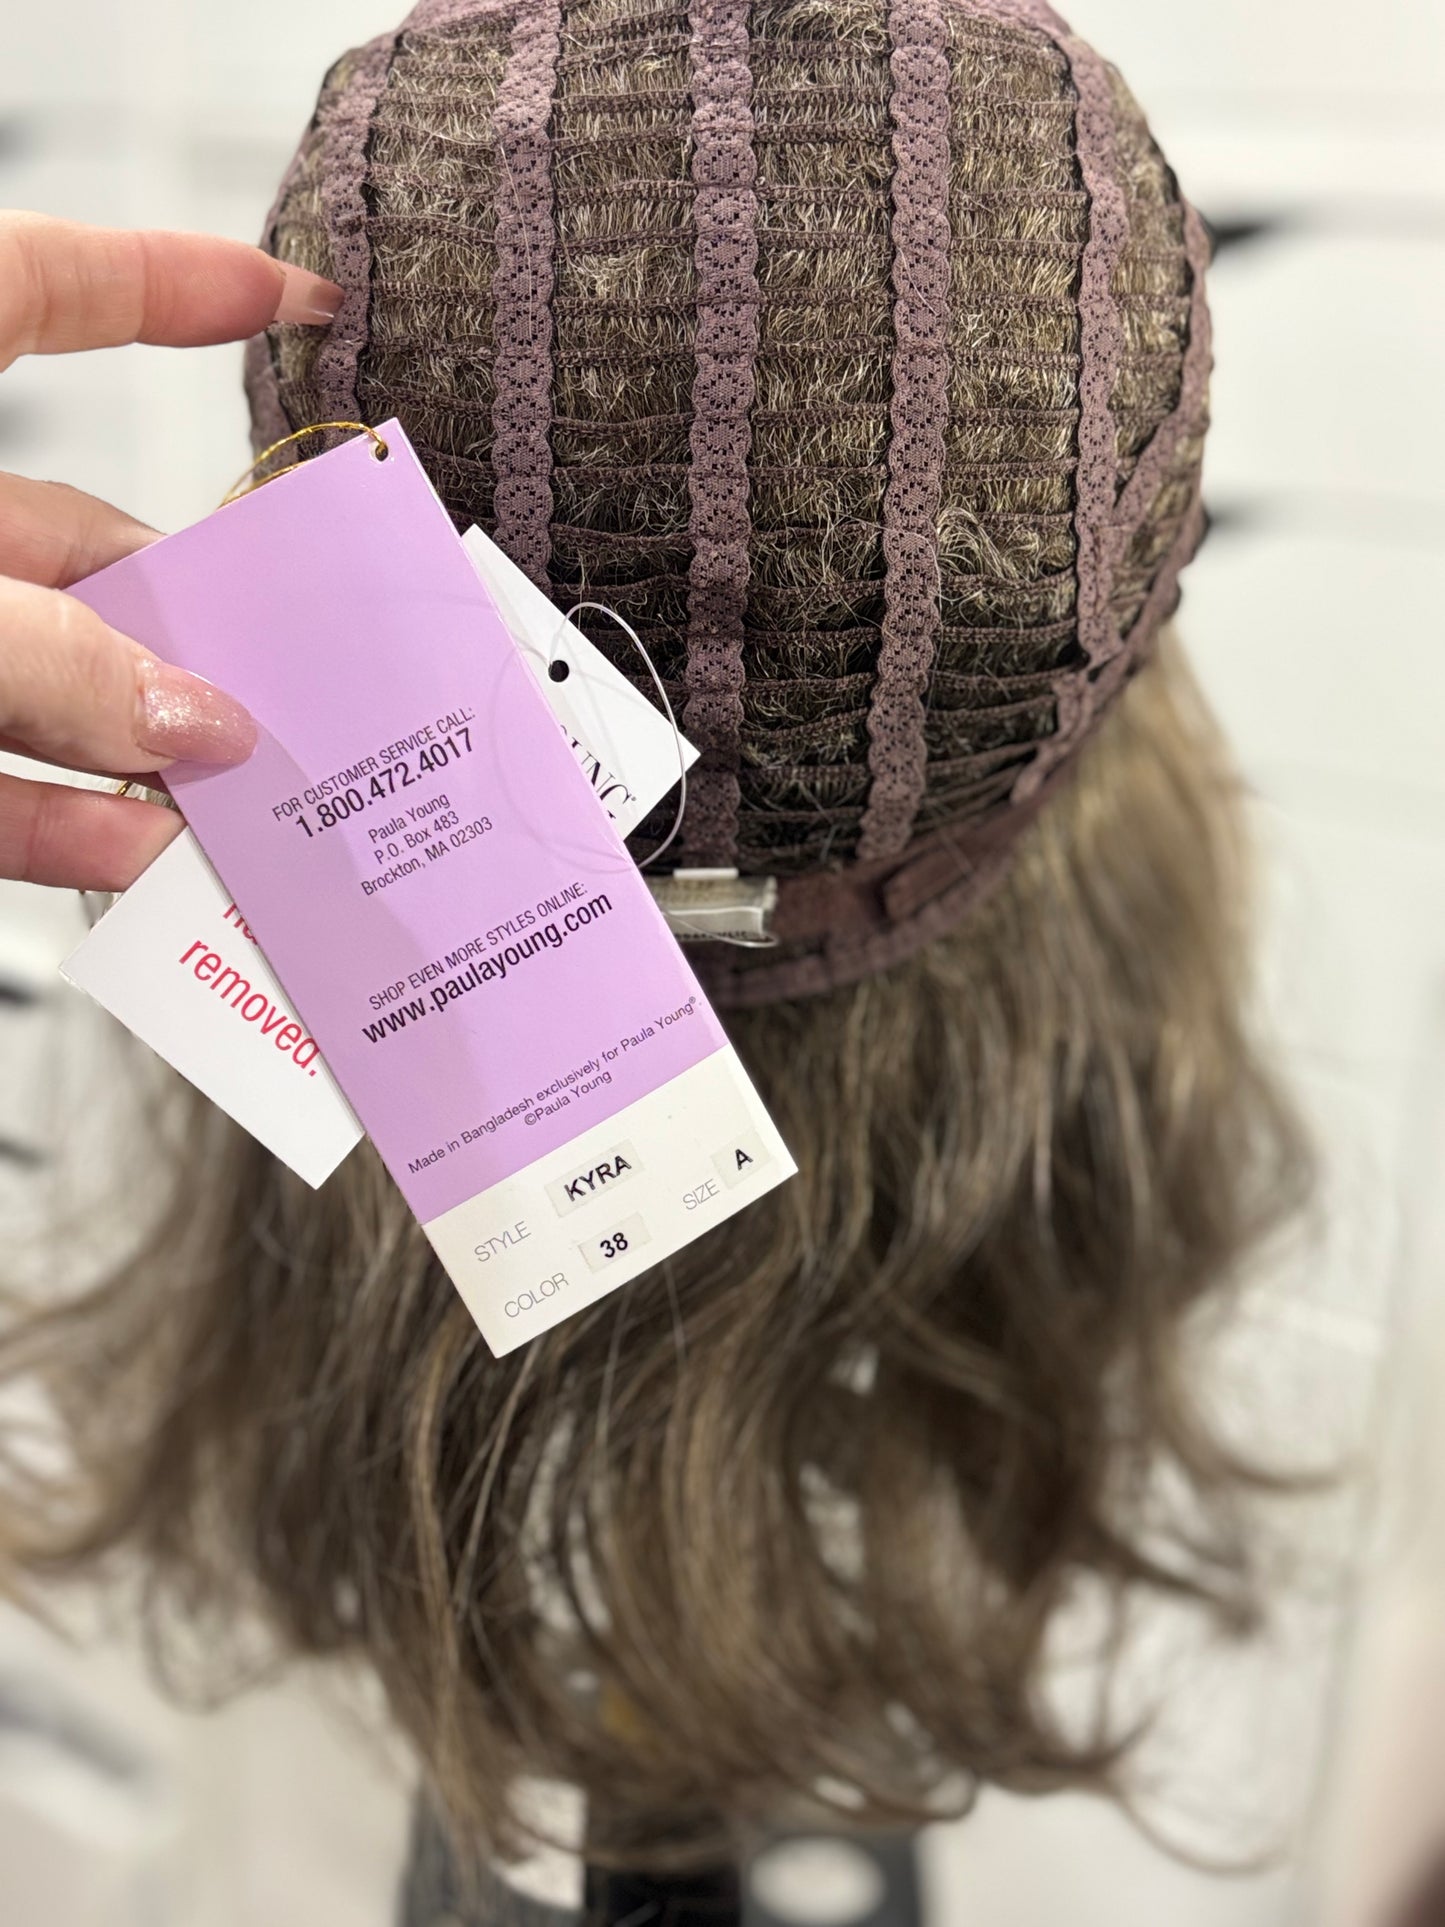 FOR CUSTOMER SERVICE CALL:
1.800.472.4017
Paula Young
P.O. Box 483
Brockton, MA 02303
SHOP EVEN MORE STYLES ONLINE:
www.paulayoung.com
Made in Bangladesh exclusively for Paula Young®.
©Paula Young
STYLE KYRA
SIZE A
COLOR 38
removed.